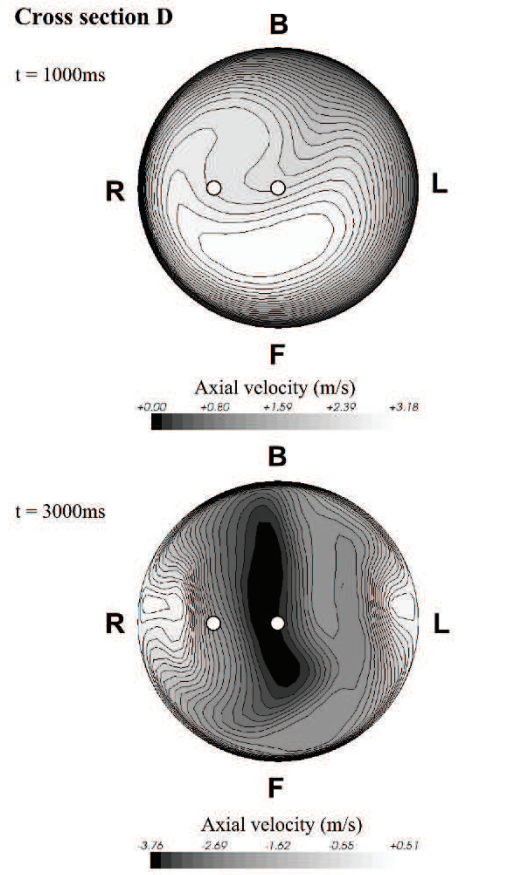 Cross section D
B
t = 1000ms
R
L
F
Axial velocity (m/s)
+0.00 +0.80 +1.59 +2.39 +3.18
B
t = 3000ms
R
L
F
Axial velocity (m/s)
-3.76 -2.69 -1.62 -0.55 +0.51